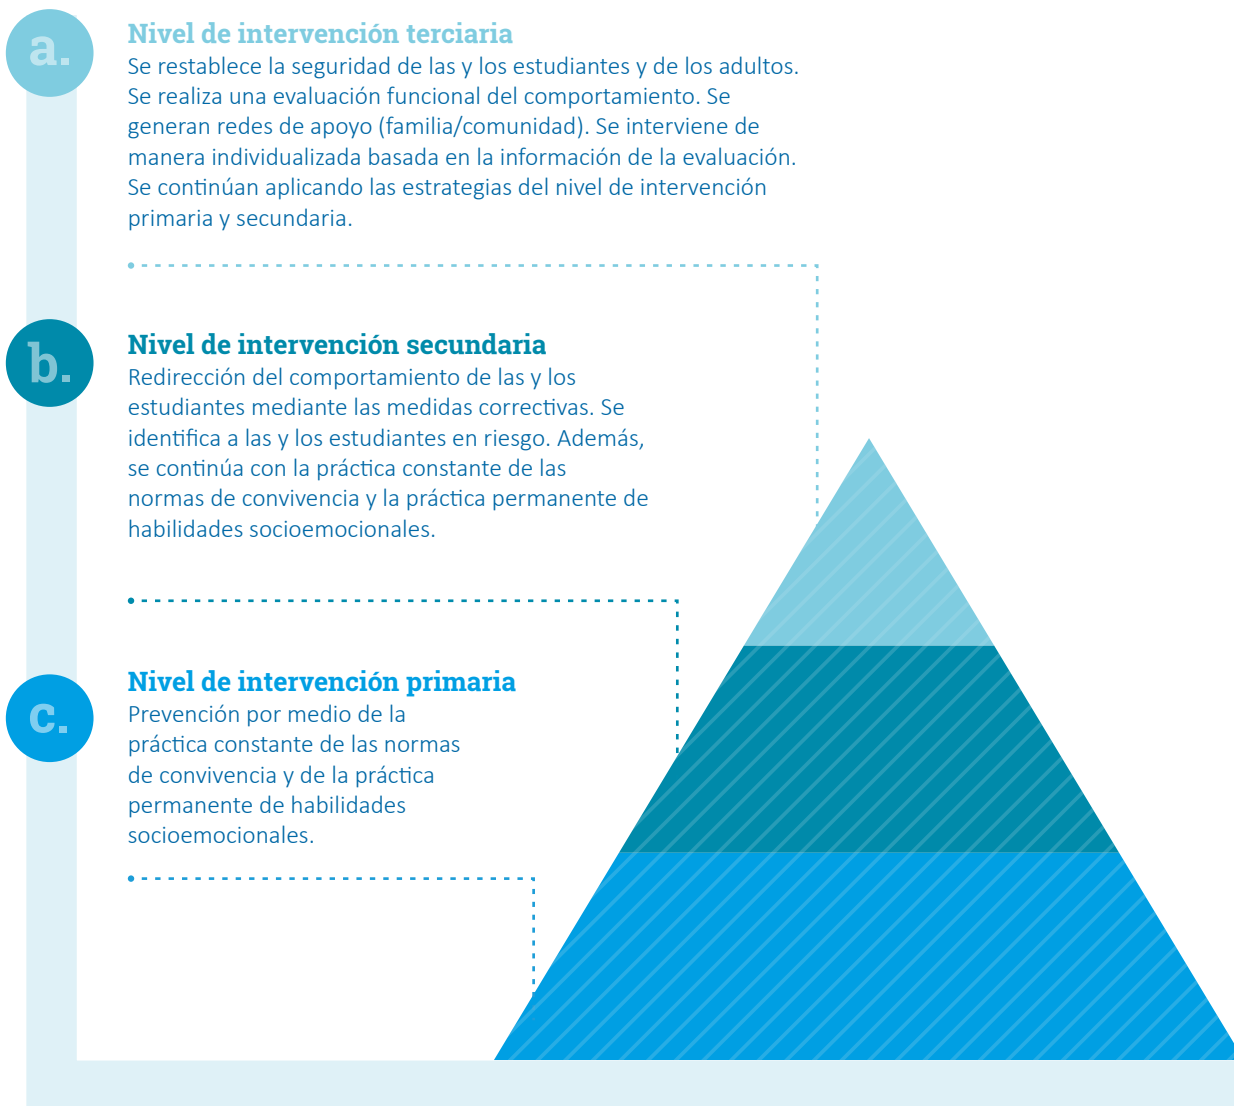 a.
Nivel de intervención terciaria
Se restablece la seguridad de las y los estudiantes y de los adultos.
Se realiza una evaluación funcional del comportamiento. Se
generan redes de apoyo (familia/comunidad). Se interviene de
manera individualizada basada en la información de la evaluación.
Se continúan aplicando las estrategias del nivel de intervención
primaria y secundaria.
b.
Nivel de intervención secundaria
Redirección del comportamiento de las y los
estudiantes mediante las medidas correctivas. Se
identifica a las y los estudiantes en riesgo. Además,
se continúa con la práctica constante de las
normas de convivencia y la práctica permanente de
habilidades socioemocionales.
c.
Nivel de intervención primaria
Prevención por medio de la
práctica constante de las normas
de convivencia y de la práctica
permanente de habilidades
socioemocionales.